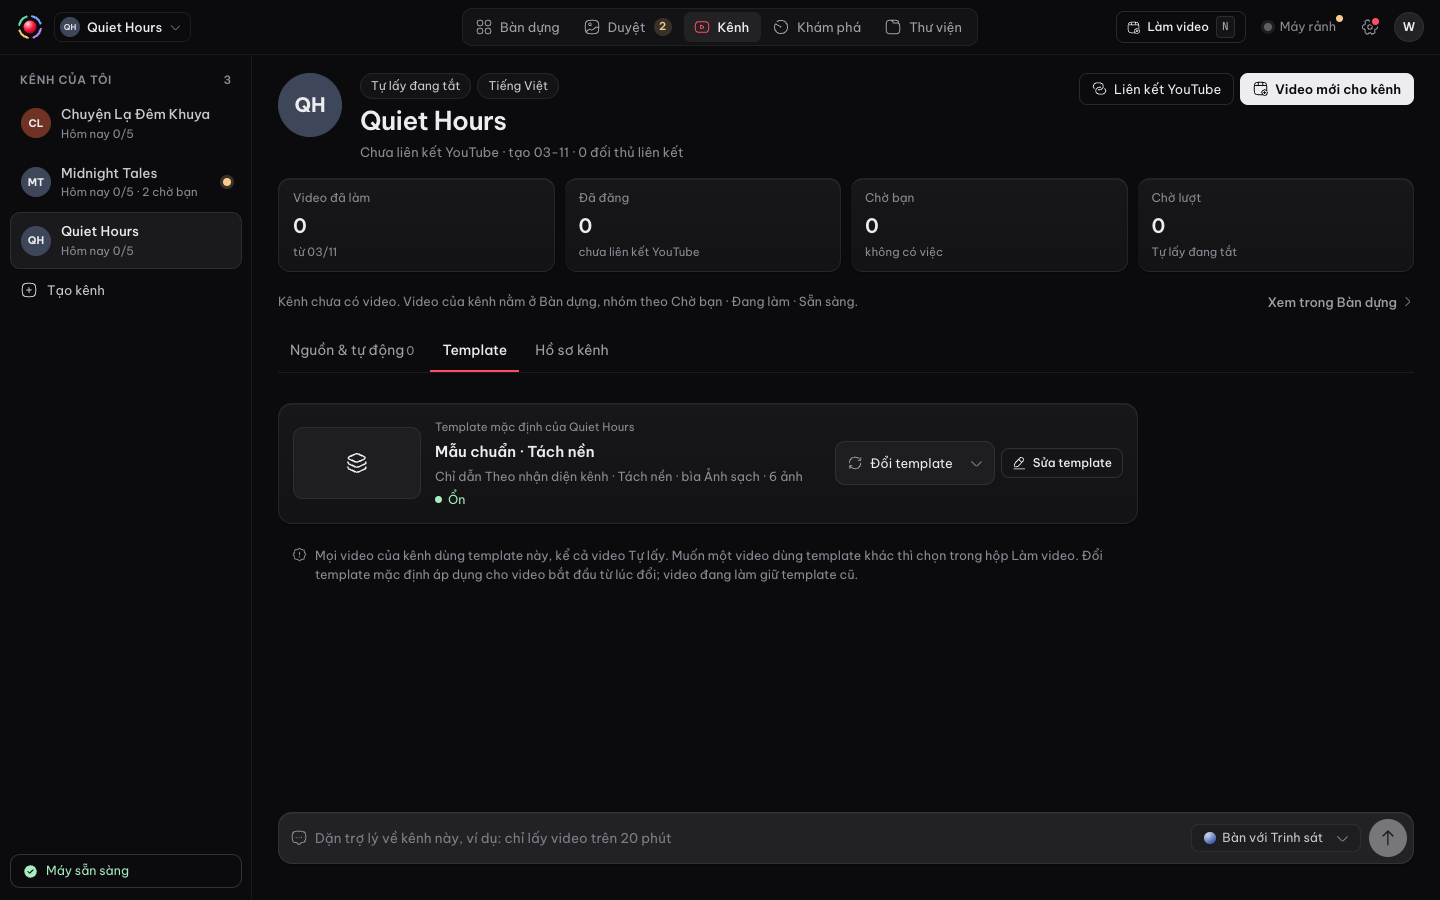 QH Quiet Hours
Bàn dựng
Duyệt 2
Kênh
Khám phá
Thư viện
Làm video N
Máy rảnh
W
KÊNH CỦA TÔI 3
CL
Chuyện Lạ Đêm Khuya
Hôm nay 0/5
MT
Midnight Tales
Hôm nay 0/5 · 2 chờ bạn
QH
Quiet Hours
Hôm nay 0/5
Tạo kênh
Máy sẵn sàng
QH
Tự lấy đang tắt
Tiếng Việt
Quiet Hours
Chưa liên kết YouTube · tạo 03-11 · 0 đối thủ liên kết
Liên kết YouTube
Video mới cho kênh
Video đã làm
0
từ 03/11
Đã đăng
0
chưa liên kết YouTube
Chờ bạn
0
không có việc
Chờ lượt
0
Tự lấy đang tắt
Kênh chưa có video. Video của kênh nằm ở Bàn dựng, nhóm theo Chờ bạn · Đang làm · Sẵn sàng.
Xem trong Bàn dựng
Nguồn & tự động 0
Template
Hồ sơ kênh
Template mặc định của Quiet Hours
Mẫu chuẩn · Tách nền
Chỉ dẫn Theo nhận diện kênh · Tách nền · bìa Ảnh sạch · 6 ảnh
Ổn
Đổi template
Sửa template
Mọi video của kênh dùng template này, kể cả video Tự lấy. Muốn một video dùng template khác thì chọn trong hộp Làm video. Đổi
template mặc định áp dụng cho video bắt đầu từ lúc đổi; video đang làm giữ template cũ.
Dặn trợ lý về kênh này, ví dụ: chỉ lấy video trên 20 phút
Bàn với Trinh sát